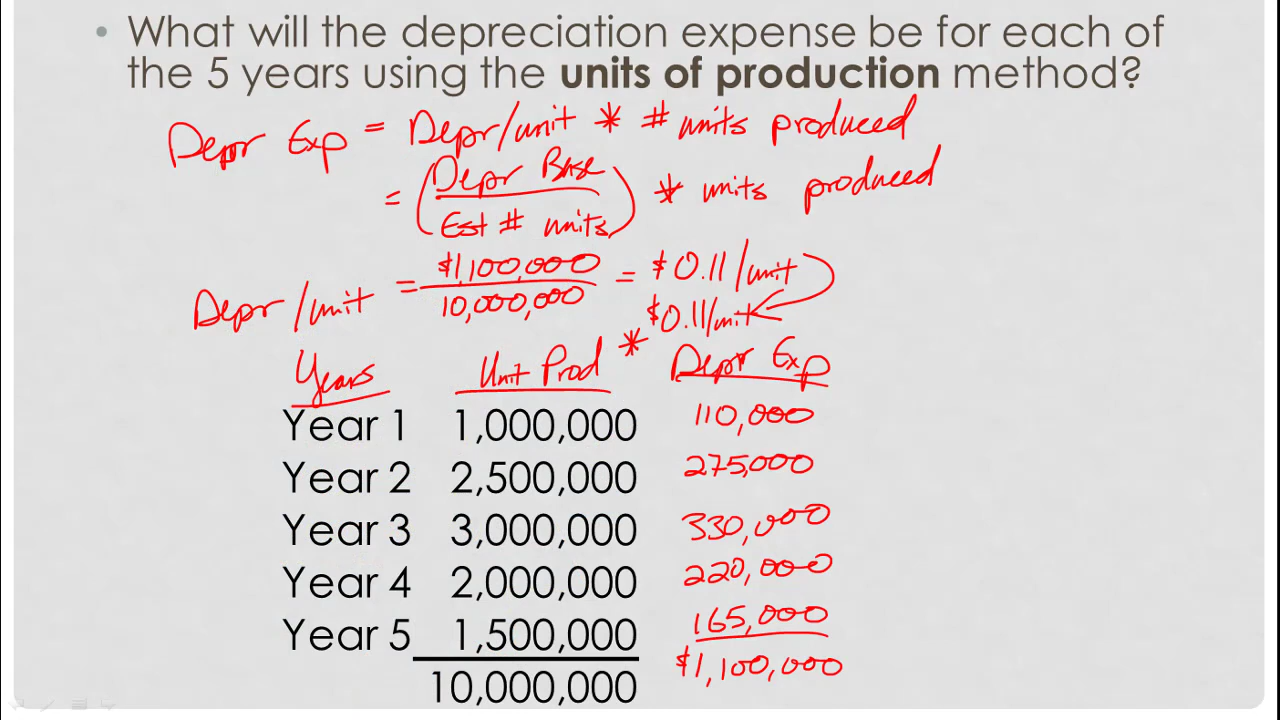 • What will the depreciation expense be for each of
the 5 years using the units of production method?
Depr Exp = Depr/unit * # units produced
= (Depr Base / Est # units) * units produced
Depr/unit = $1,100,000 / 10,000,000 = $0.11/unit
$0.11/unit
Years Unit Prod * Depr Exp
Year 1 1,000,000 110,000
Year 2 2,500,000 275,000
Year 3 3,000,000 330,000
Year 4 2,000,000 220,000
Year 5 1,500,000 165,000
10,000,000 $1,100,000